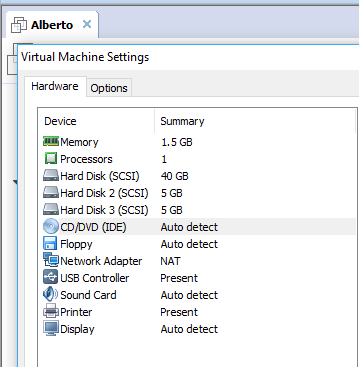 Alberto
Virtual Machine Settings
Hardware Options
Device Summary
Memory 1.5 GB
Processors 1
Hard Disk (SCSI) 40 GB
Hard Disk 2 (SCSI) 5 GB
Hard Disk 3 (SCSI) 5 GB
CD/DVD (IDE) Auto detect
Floppy Auto detect
Network Adapter NAT
USB Controller Present
Sound Card Auto detect
Printer Present
Display Auto detect